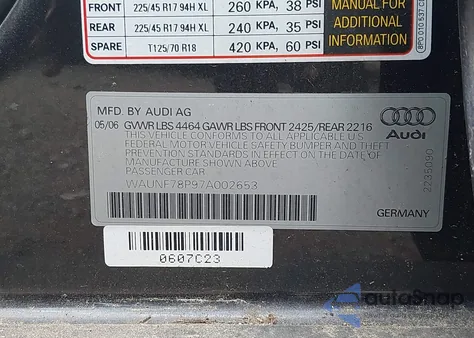 FRONT 225/45 R17 94H XL 260 KPA, 38 PSI
REAR 225/45 R17 94H XL 240 KPA, 35 PSI
SPARE T125/70 R18 420 KPA, 60 PSI
MANUAL FOR
ADDITIONAL
INFORMATION
8P0 010 537 C
MFD. BY AUDI AG
05/06 GVWR LBS 4464 GAWR LBS FRONT 2425/REAR 2216
THIS VEHICLE CONFORMS TO ALL APPLICABLE U.S.
FEDERAL MOTOR VEHICLE SAFETY BUMPER, AND THEFT
PREVENTION STANDARDS IN EFFECT ON THE DATE OF
MANUFACTURE SHOWN ABOVE.
PASSENGER CAR
WAUNF78P97A002653
Audi
2235090
GERMANY
0607C23
autoSnap